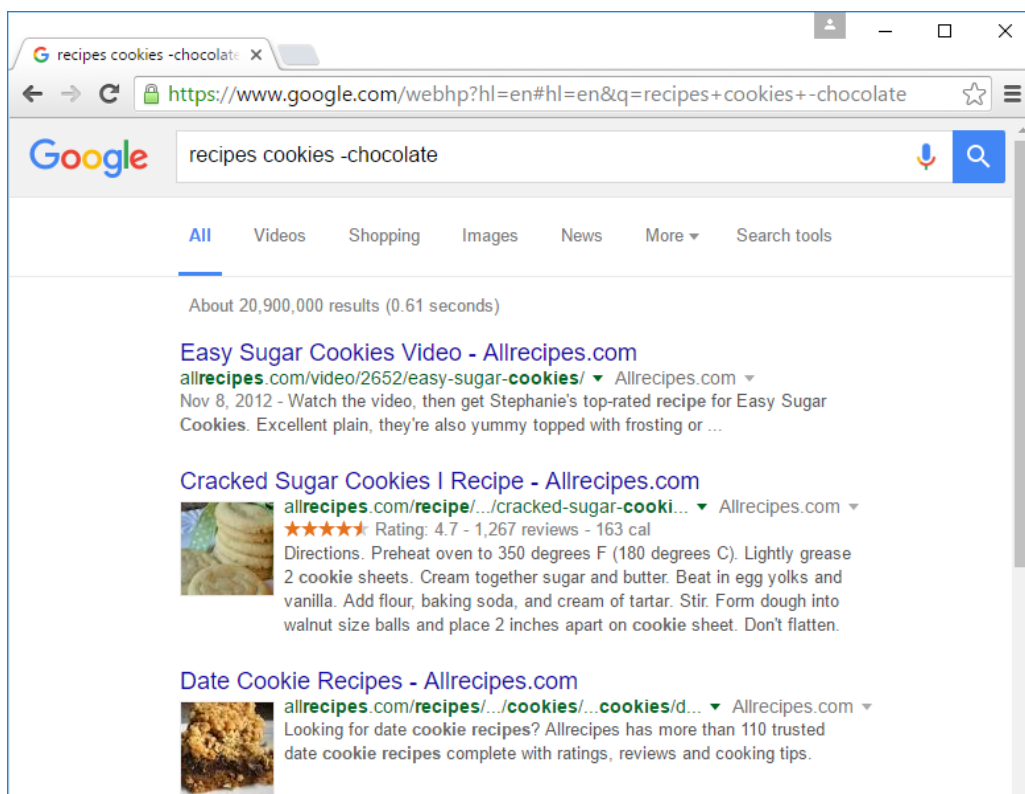 recipes cookies -chocolate
https://www.google.com/webhp?hl=en#hl=en&q=recipes+cookies+-chocolate
Google recipes cookies -chocolate
All Videos Shopping Images News More Search tools
About 20,900,000 results (0.61 seconds)
Easy Sugar Cookies Video - Allrecipes.com
allrecipes.com/video/2652/easy-sugar-cookies/ Allrecipes.com
Nov 8, 2012 - Watch the video, then get Stephanie's top-rated recipe for Easy Sugar
Cookies. Excellent plain, they're also yummy topped with frosting or ...
Cracked Sugar Cookies I Recipe - Allrecipes.com
allrecipes.com/recipe/.../cracked-sugar-cooki... Allrecipes.com
Rating: 4.7 - 1,267 reviews - 163 cal
Directions. Preheat oven to 350 degrees F (180 degrees C). Lightly grease
2 cookie sheets. Cream together sugar and butter. Beat in egg yolks and
vanilla. Add flour, baking soda, and cream of tartar. Stir. Form dough into
walnut size balls and place 2 inches apart on cookie sheet. Don't flatten.
Date Cookie Recipes - Allrecipes.com
allrecipes.com/recipes/.../cookies/...cookies/d... Allrecipes.com
Looking for date cookie recipes? Allrecipes has more than 110 trusted
date cookie recipes complete with ratings, reviews and cooking tips.